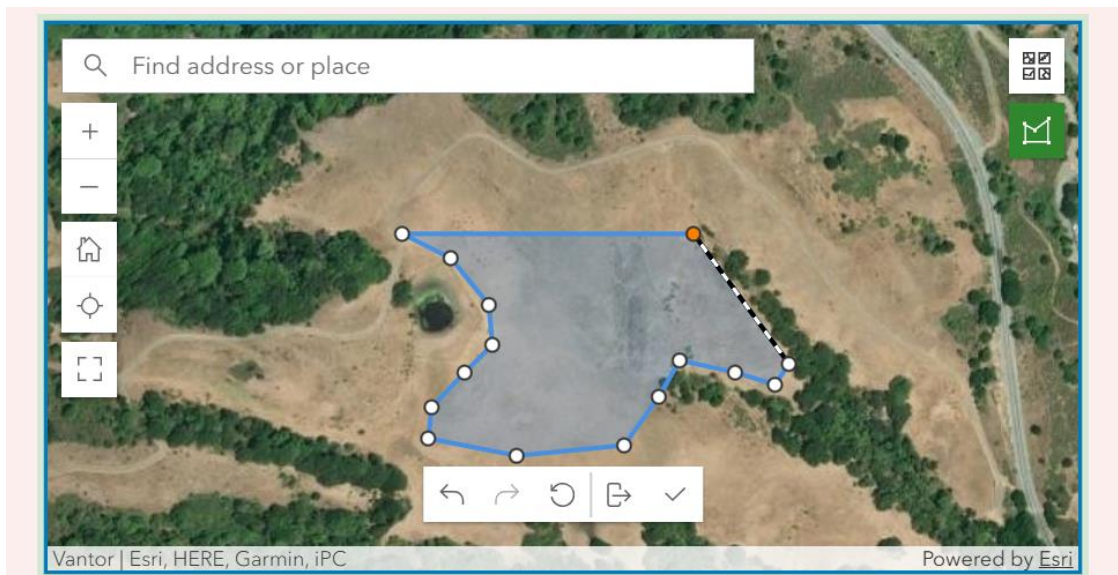 Find address or place
Vantor | Esri, HERE, Garmin, iPC
Powered by Esri